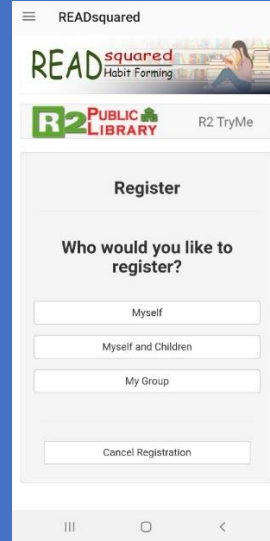 READsquared
READ squared
Habit Forming
R2 PUBLIC
LIBRARY
R2 TryMe
Register
Who would you like to
register?
Myself
Myself and Children
My Group
Cancel Registration